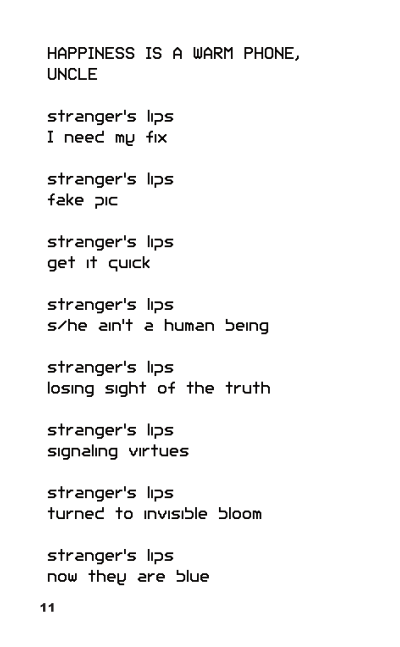 HAPPINESS IS A WARM PHONE,
UNCLE
stranger's lips
I need my fix
stranger's lips
fake pic
stranger's lips
get it quick
stranger's lips
s/he ain't a human being
stranger's lips
losing sight of the truth
stranger's lips
signaling virtues
stranger's lips
turned to invisible bloom
stranger's lips
now they are blue
11